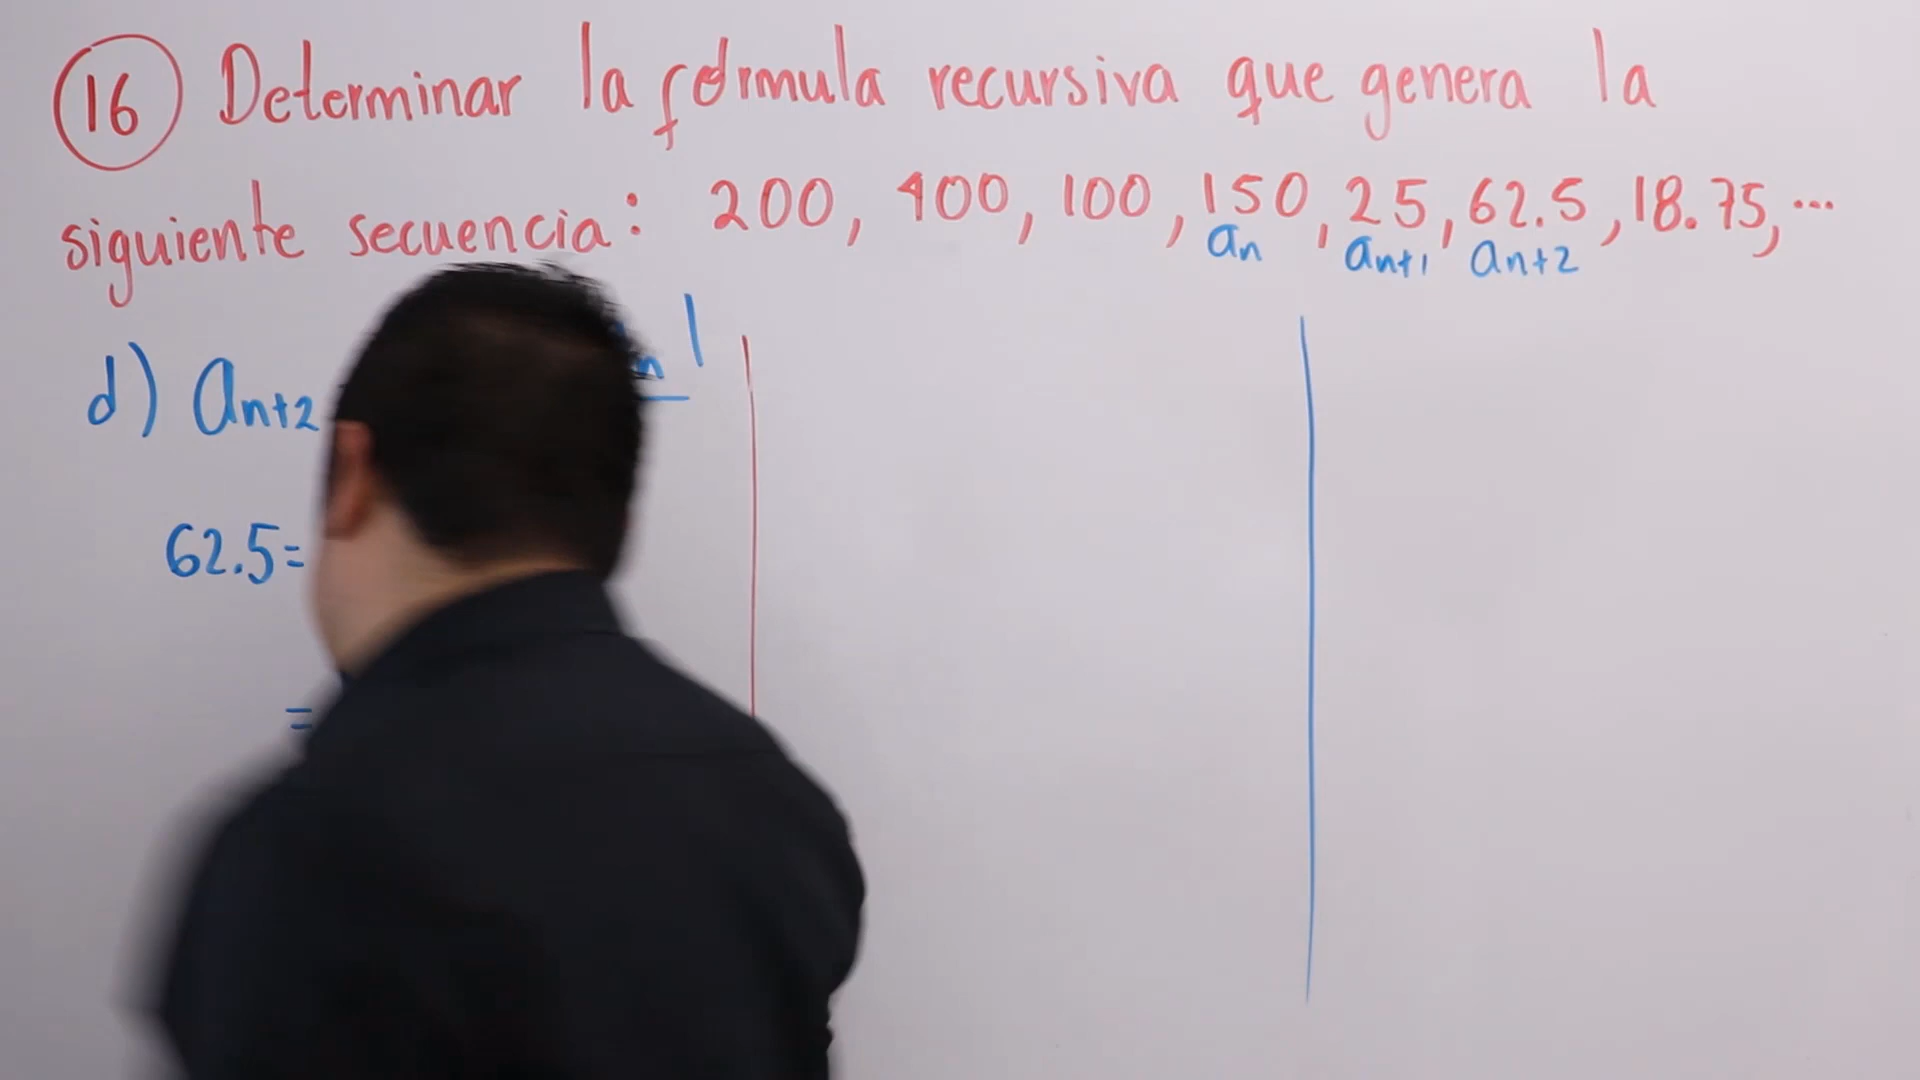 16 Determinar la fórmula recursiva que genera la
siguiente secuencia: 200, 400, 100, 150, 25, 62.5, 18.75, ...
an an+1 an+2
d) an+2 n |
62.5=
=